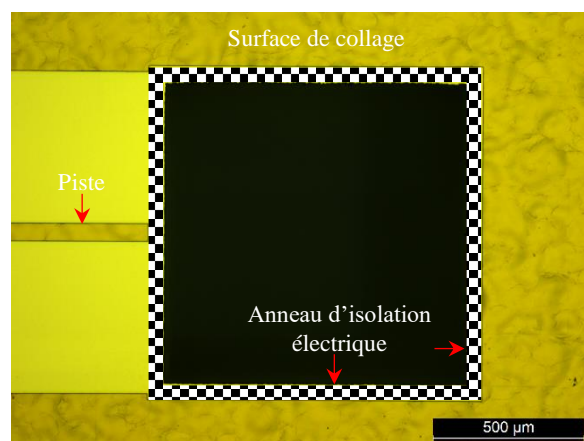 Surface de collage
Piste
Anneau d’isolation
électrique
500 µm